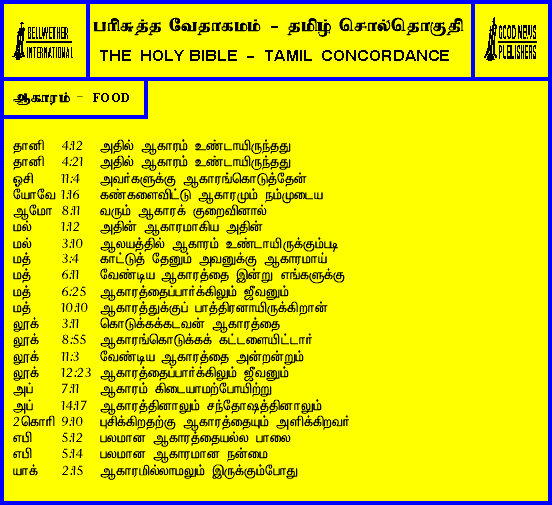 BELLWETHER
INTERNATIONAL
பரிசுத்த வேதாகமம் - தமிழ் சொல்தொகுதி
THE HOLY BIBLE - TAMIL CONCORDANCE
GOOD NEWS
PUBLISHERS
ஆகாரம் - FOOD
தானி 4:12 அதில் ஆகாரம் உண்டாயிருந்தது
தானி 4:21 அதில் ஆகாரம் உண்டாயிருந்தது
ஓசி 11:4 அவர்களுக்கு ஆகாரங்கொடுத்தேன்
யோவே 1:16 கண்களைவிட்டு ஆகாரமும் நம்முடைய
ஆமோ 8:11 வரும் ஆகாரக் குறைவினால்
மல் 1:12 அதின் ஆகாரமாகிய அதின்
மல் 3:10 ஆலயத்தில் ஆகாரம் உண்டாயிருக்கும்படி
மத் 3:4 காட்டுத் தேனும் அவனுக்கு ஆகாரமாய்
மத் 6:11 வேண்டிய ஆகாரத்தை இன்று எங்களுக்கு
மத் 6:25 ஆகாரத்தைப்பார்க்கிலும் ஜீவனும்
மத் 10:10 ஆகாரத்துக்குப் பாத்திரனாயிருக்கிறான்
லூக் 3:11 கொடுக்கக்கடவன் ஆகாரத்தை
லூக் 8:55 ஆகாரங்கொடுக்கக் கட்டளையிட்டார்
லூக் 11:3 வேண்டிய ஆகாரத்தை அன்றன்றும்
லூக் 12:23 ஆகாரத்தைப்பார்க்கிலும் ஜீவனும்
அப் 7:11 ஆகாரம் கிடையாமற்போயிற்று
அப் 14:17 ஆகாரத்தினாலும் சந்தோஷத்தினாலும்
2கொரி 9:10 புசிக்கிறதற்கு ஆகாரத்தையும் அளிக்கிறவர்
எபி 5:12 பலமான ஆகாரத்தையல்ல பாலை
எபி 5:14 பலமான ஆகாரமான நன்மை
யாக் 2:15 ஆகாரமில்லாமலும் இருக்கும்போது